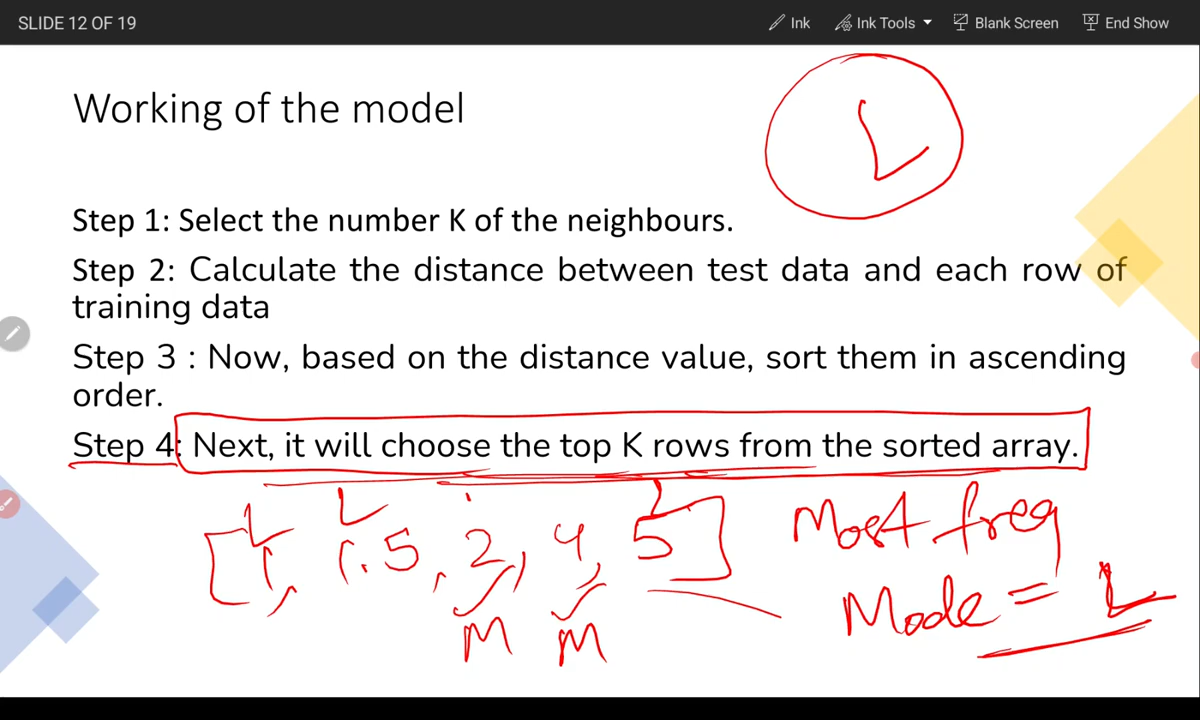 SLIDE 12 OF 19
Ink
Ink Tools
Blank Screen
End Show
Working of the model
L
Step 1: Select the number K of the neighbours.
Step 2: Calculate the distance between test data and each row of
training data
Step 3 : Now, based on the distance value, sort them in ascending
order.
Step 4: Next, it will choose the top K rows from the sorted array.
L L L
[1, 1.5, 2, 4, 5]
M M
Most freq
Mode = L